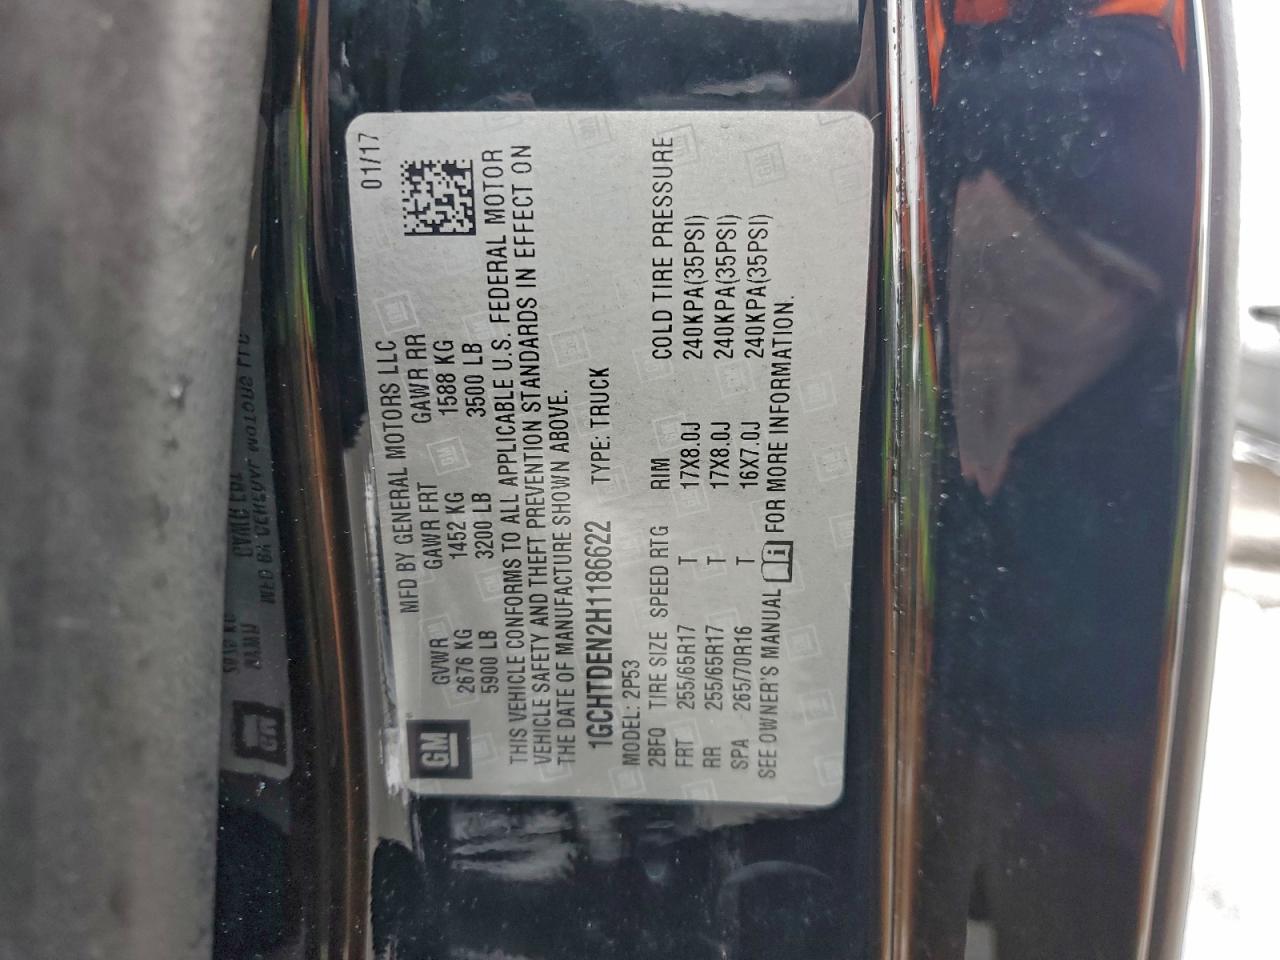 01/17
GM
MFD BY GENERAL MOTORS LLC
GVWR GAWR FRT GAWR RR
2676 KG 1452 KG 1588 KG
5900 LB 3200 LB 3500 LB
THIS VEHICLE CONFORMS TO ALL APPLICABLE U.S. FEDERAL MOTOR
VEHICLE SAFETY AND THEFT PREVENTION STANDARDS IN EFFECT ON
THE DATE OF MANUFACTURE SHOWN ABOVE.
1GCHTDEN2H1186622 TYPE: TRUCK
MODEL: 2P53
2BFO TIRE SIZE SPEED RTG RIM COLD TIRE PRESSURE
FRT 255/65R17 T 17X8.0J 240KPA(35PSI)
RR 255/65R17 T 17X8.0J 240KPA(35PSI)
SPA 265/70R16 T 16X7.0J 240KPA(35PSI)
SEE OWNER'S MANUAL FOR MORE INFORMATION.